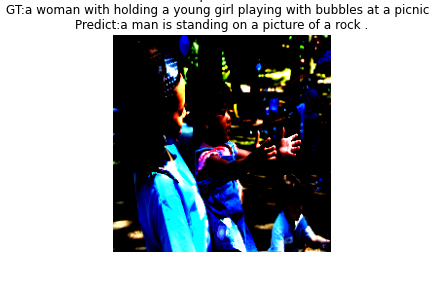 GT:a woman with holding a young girl playing with bubbles at a picnic
Predict:a man is standing on a picture of a rock .